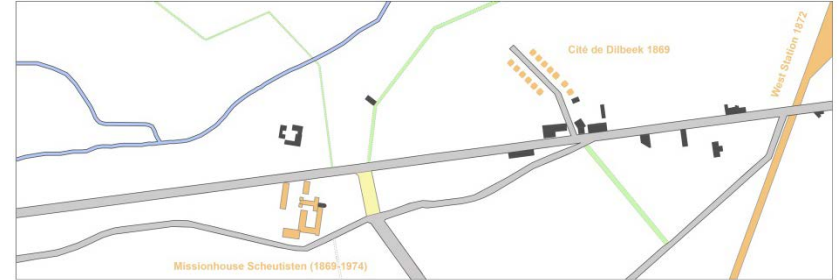 Cité de Dilbeek 1869
West Station 1872
Missionhouse Scheutisten (1869-1974)